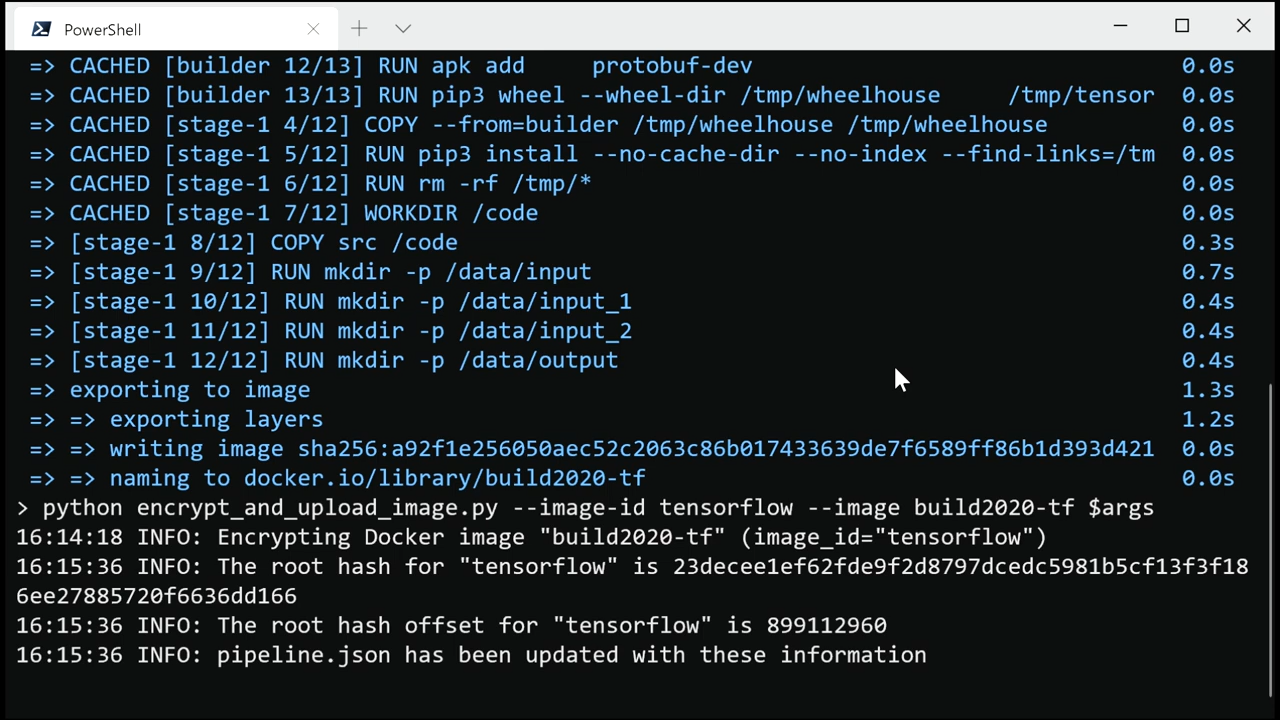 PowerShell
=> CACHED [builder 12/13] RUN apk add     protobuf-dev 0.0s
=> CACHED [builder 13/13] RUN pip3 wheel --wheel-dir /tmp/wheelhouse     /tmp/tensor 0.0s
=> CACHED [stage-1 4/12] COPY --from=builder /tmp/wheelhouse /tmp/wheelhouse 0.0s
=> CACHED [stage-1 5/12] RUN pip3 install --no-cache-dir --no-index --find-links=/tm 0.0s
=> CACHED [stage-1 6/12] RUN rm -rf /tmp/* 0.0s
=> CACHED [stage-1 7/12] WORKDIR /code 0.0s
=> [stage-1 8/12] COPY src /code 0.3s
=> [stage-1 9/12] RUN mkdir -p /data/input 0.7s
=> [stage-1 10/12] RUN mkdir -p /data/input_1 0.4s
=> [stage-1 11/12] RUN mkdir -p /data/input_2 0.4s
=> [stage-1 12/12] RUN mkdir -p /data/output 0.4s
=> exporting to image 1.3s
=> => exporting layers 1.2s
=> => writing image sha256:a92f1e256050aec52c2063c86b017433639de7f6589ff86b1d393d421 0.0s
=> => naming to docker.io/library/build2020-tf 0.0s
> python encrypt_and_upload_image.py --image-id tensorflow --image build2020-tf $args
16:14:18 INFO: Encrypting Docker image "build2020-tf" (image_id="tensorflow")
16:15:36 INFO: The root hash for "tensorflow" is 23decee1ef62fde9f2d8797dcedc5981b5cf13f3f18
6ee27885720f6636dd166
16:15:36 INFO: The root hash offset for "tensorflow" is 899112960
16:15:36 INFO: pipeline.json has been updated with these information